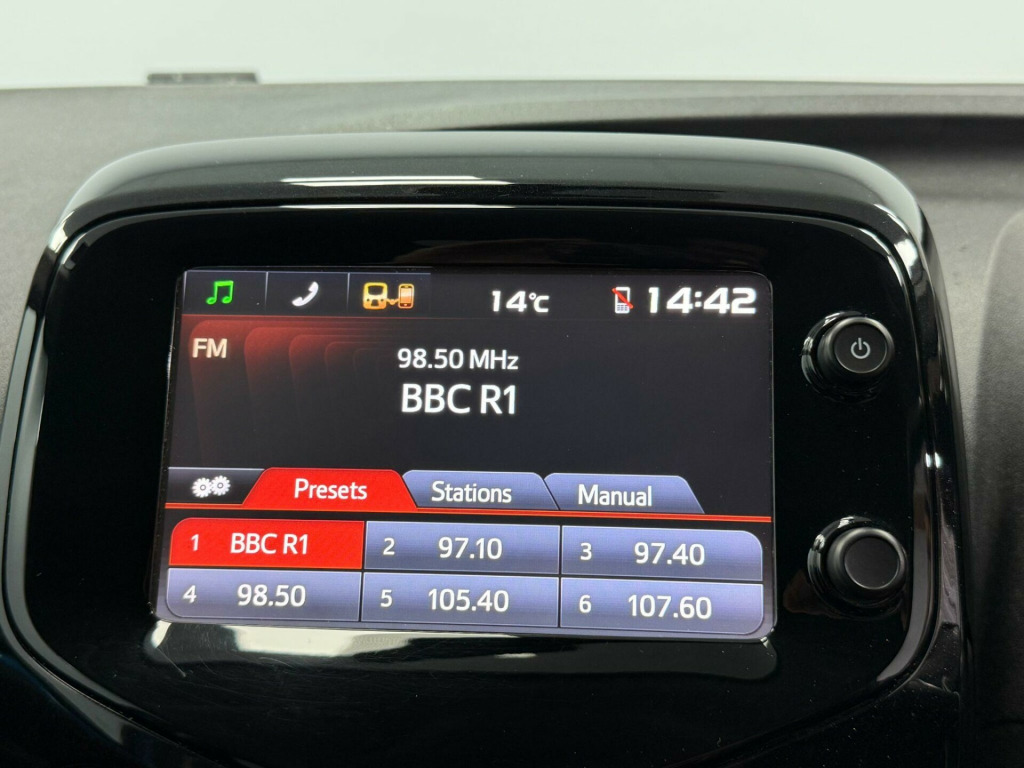 14°C 14:42
FM
98.50 MHz
BBC R1
Presets Stations Manual
1 BBC R1 2 97.10 3 97.40
4 98.50 5 105.40 6 107.60